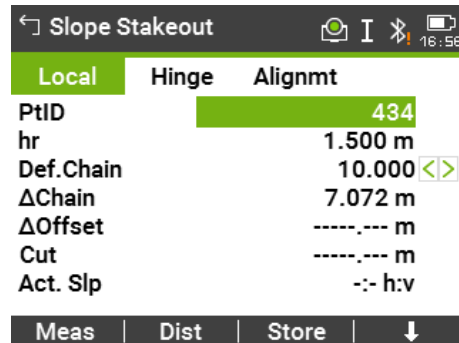 Slope Stakeout 16:56
Local Hinge Alignmt
PtID 434
hr 1.500 m
Def.Chain 10.000
ΔChain 7.072 m
ΔOffset -----.--- m
Cut -----.--- m
Act. Slp -:- h:v
Meas | Dist | Store |